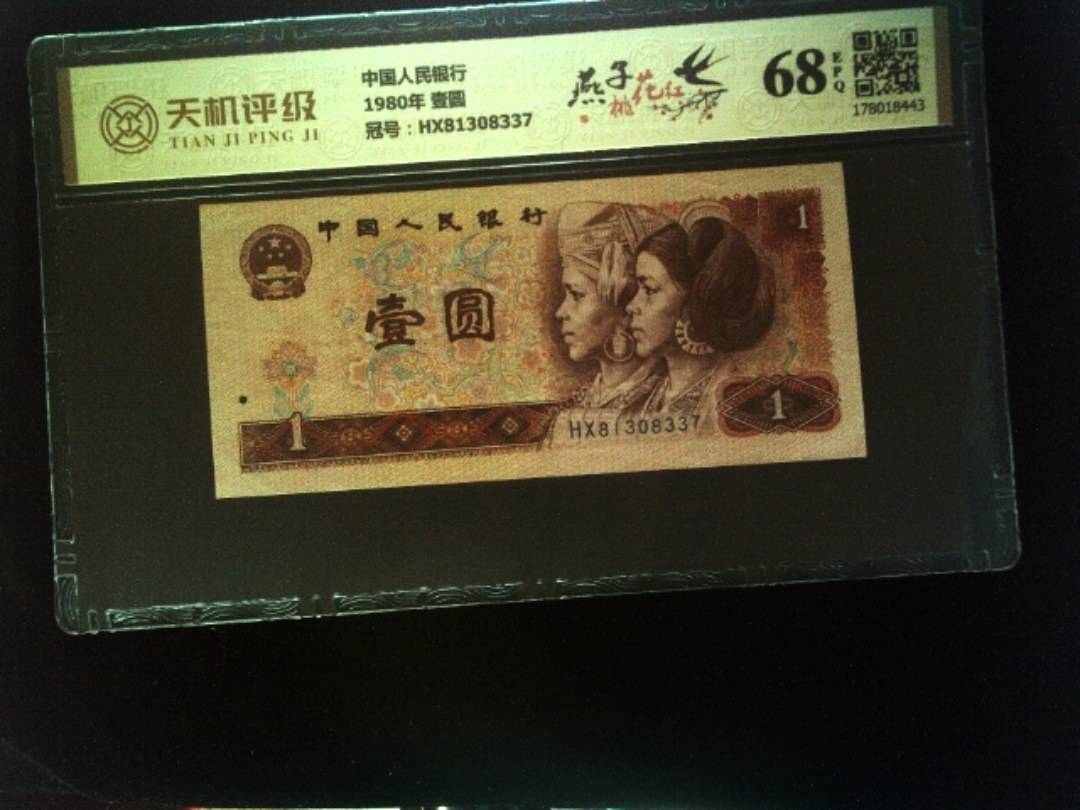 天机评级
TIAN JI PING JI
中国人民银行
1980年 壹圆
冠号：HX81308337
燕子
桃花红
68
EPQ
178018443
中国人民银行
壹圆
1
1
1
HX81308337